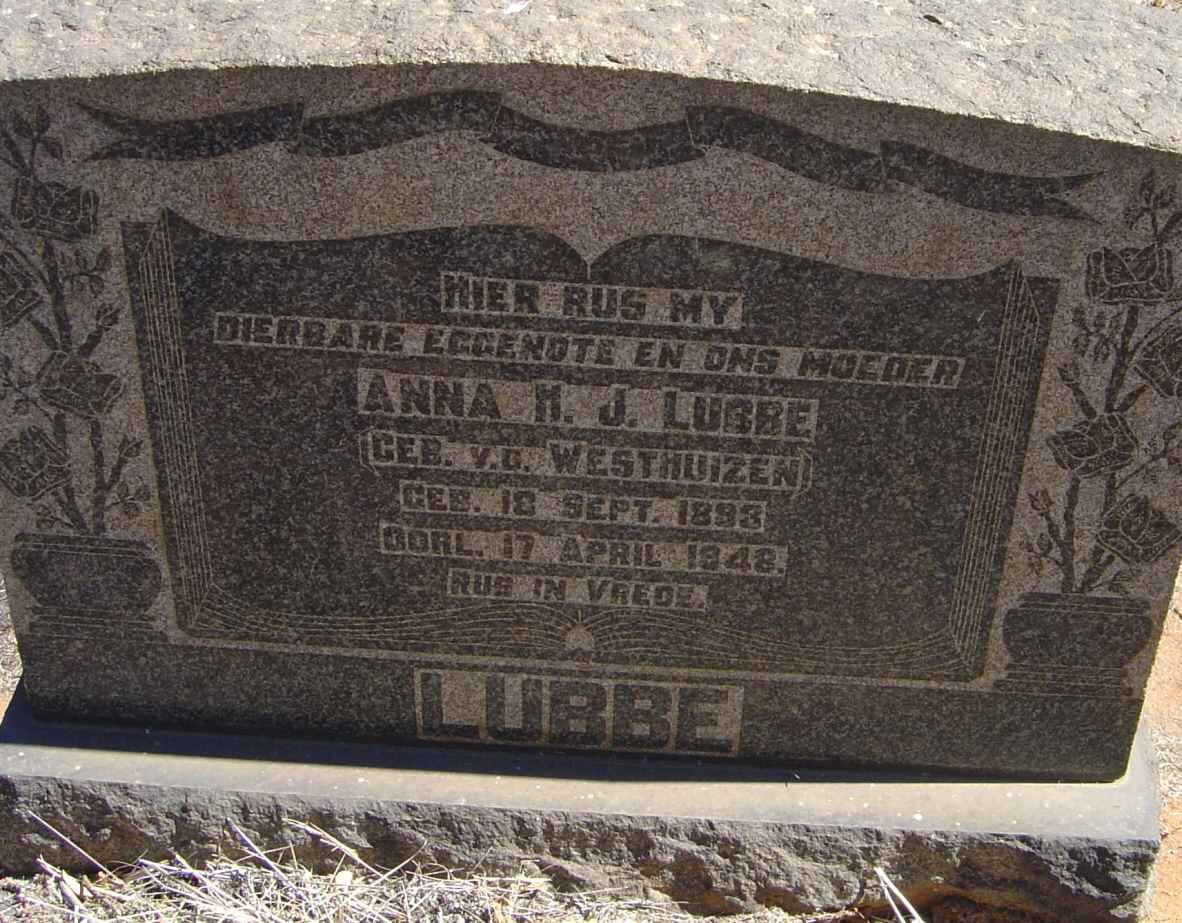 HIER RUS MY
DIERBARE EGGENOTE EN ONS MOEDER
ANNA H. J. LUBBE
(GEB. V.D. WESTHUIZEN)
GEB. 18 SEPT. 1893
OORL. 17 APRIL 1948.
RUS IN VREDE.
LUBBE